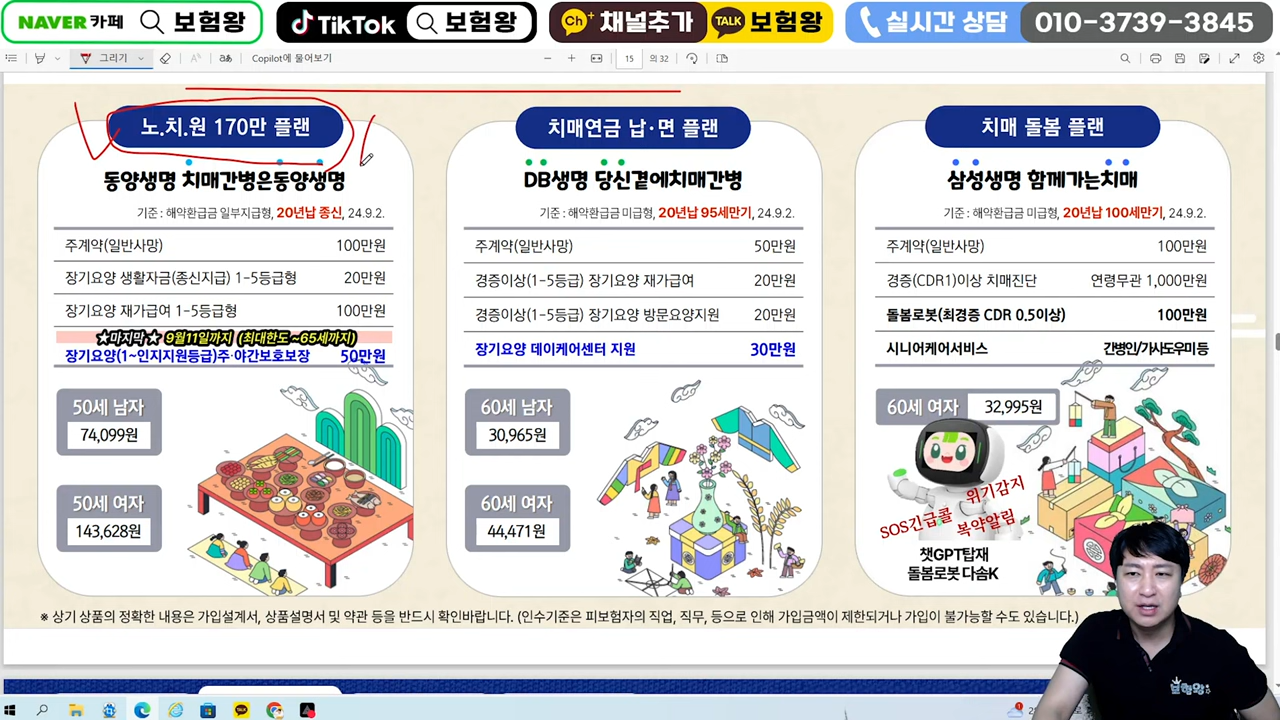 NAVER 카페 보험왕
TikTok 보험왕
Ch+ 채널추가 TALK 보험왕
실시간 상담 010-3739-3845
그리기
aあ
Copilot에 물어보기
15 의 32
노.치.원 170만 플랜
동양생명 치매간병은동양생명
기준 : 해약환급금 일부지급형, 20년납 종신, 24.9.2.
주계약(일반사망) 100만원
장기요양 생활자금(종신지급) 1-5등급형 20만원
장기요양 재가급여 1-5등급형 100만원
★마지막★ 9월11일까지 (최대한도 ~65세까지)
장기요양(1~인지지원등급)주·야간보호보장 50만원
50세 남자
74,099원
50세 여자
143,628원
치매연금 납·면 플랜
DB생명 당신곁에치매간병
기준 : 해약환급금 미급형, 20년납 95세만기, 24.9.2.
주계약(일반사망) 50만원
경증이상(1-5등급) 장기요양 재가급여 20만원
경증이상(1-5등급) 장기요양 방문요양지원 20만원
장기요양 데이케어센터 지원 30만원
60세 남자
30,965원
60세 여자
44,471원
치매 돌봄 플랜
삼성생명 함께가는치매
기준 : 해약환급금 미급형, 20년납 100세만기, 24.9.2.
주계약(일반사망) 100만원
경증(CDR1)이상 치매진단 연령무관 1,000만원
돌봄로봇(최경증 CDR 0.5이상) 100만원
시니어케어서비스 간병인/가사도우미 등
60세 여자 32,995원
위기감지
SOS긴급콜
복약알림
챗GPT탑재
돌봄로봇 다솜K
※ 상기 상품의 정확한 내용은 가입설계서, 상품설명서 및 약관 등을 반드시 확인바랍니다. (인수기준은 피보험자의 직업, 직무, 등으로 인해 가입금액이 제한되거나 가입이 불가능할 수도 있습니다.)
보험왕